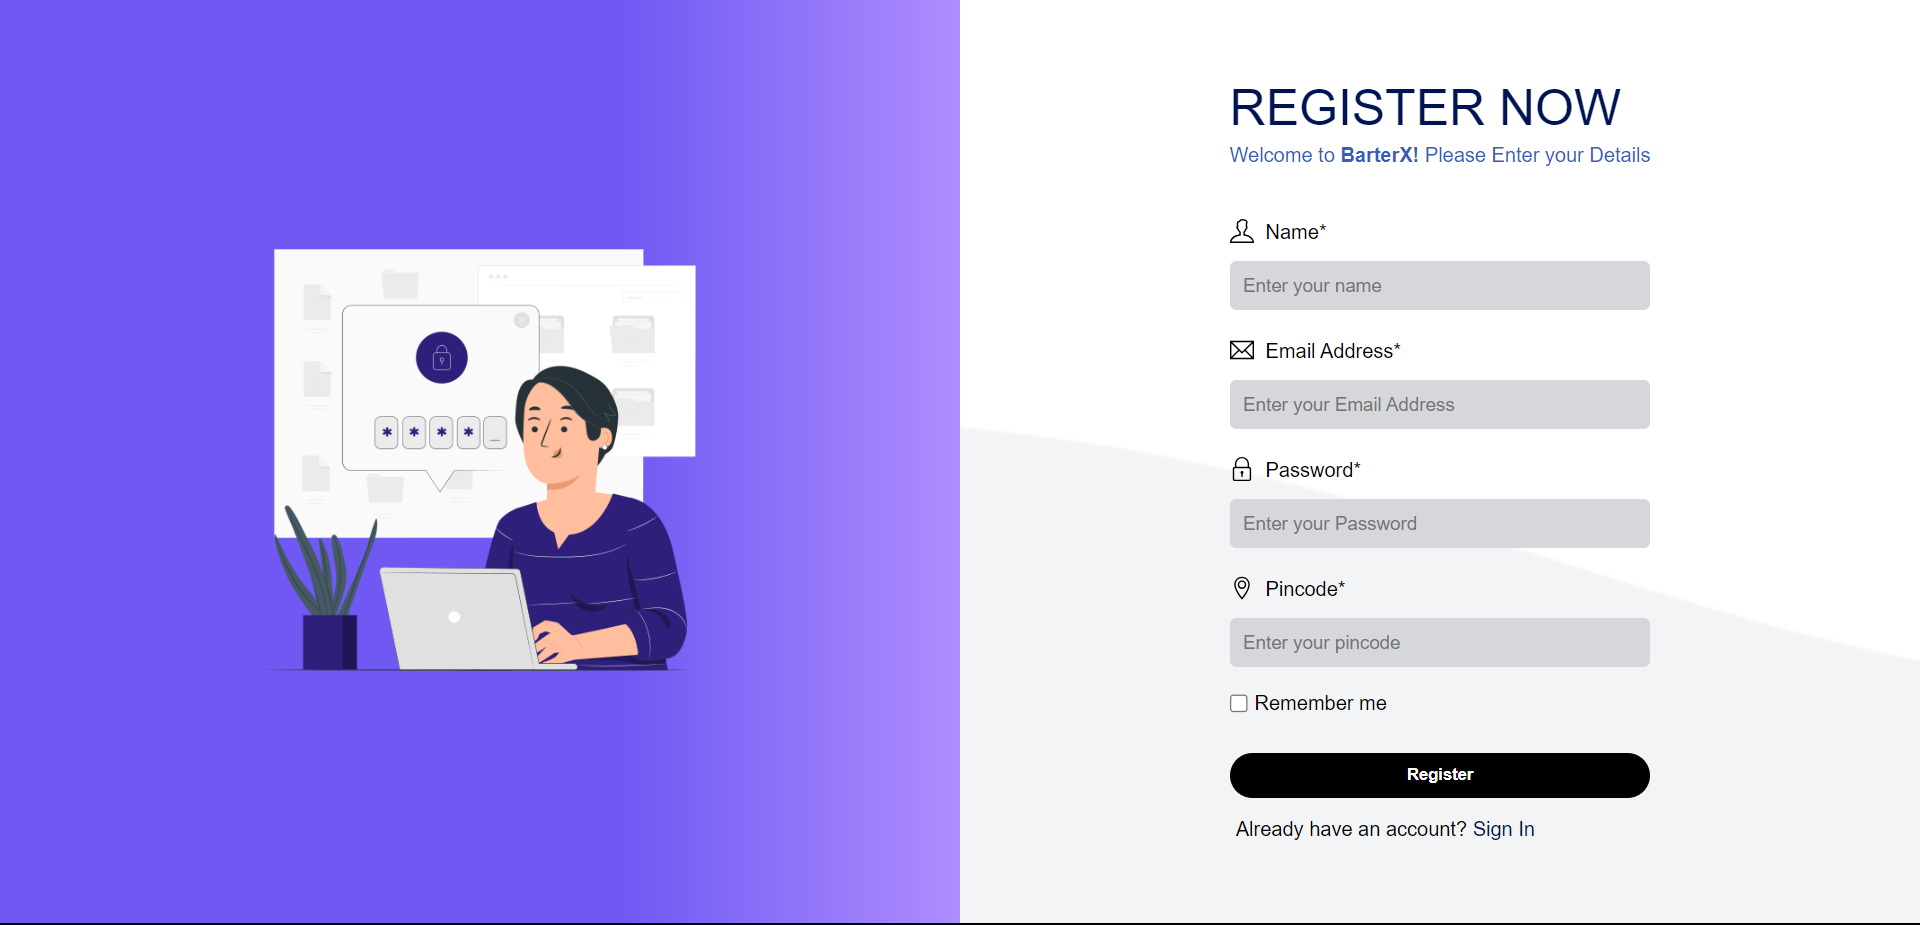 REGISTER NOW
Welcome to BarterX! Please Enter your Details
Name*
Enter your name
Email Address*
Enter your Email Address
Password*
Enter your Password
Pincode*
Enter your pincode
Remember me
Register
Already have an account? Sign In
* * * * _